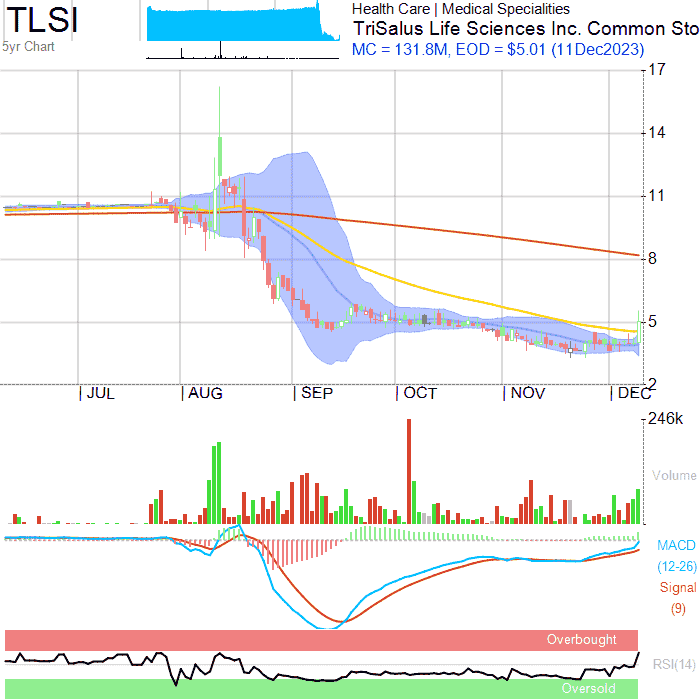 TLSI
5yr Chart
Health Care | Medical Specialities
TriSalus Life Sciences Inc. Common Sto
MC = 131.8M, EOD = $5.01 (11Dec2023)
17
14
11
8
5
2
JUL AUG SEP OCT NOV DEC
246k
Volume
MACD
(12-26)
Signal
(9)
Overbought
RSI(14)
Oversold